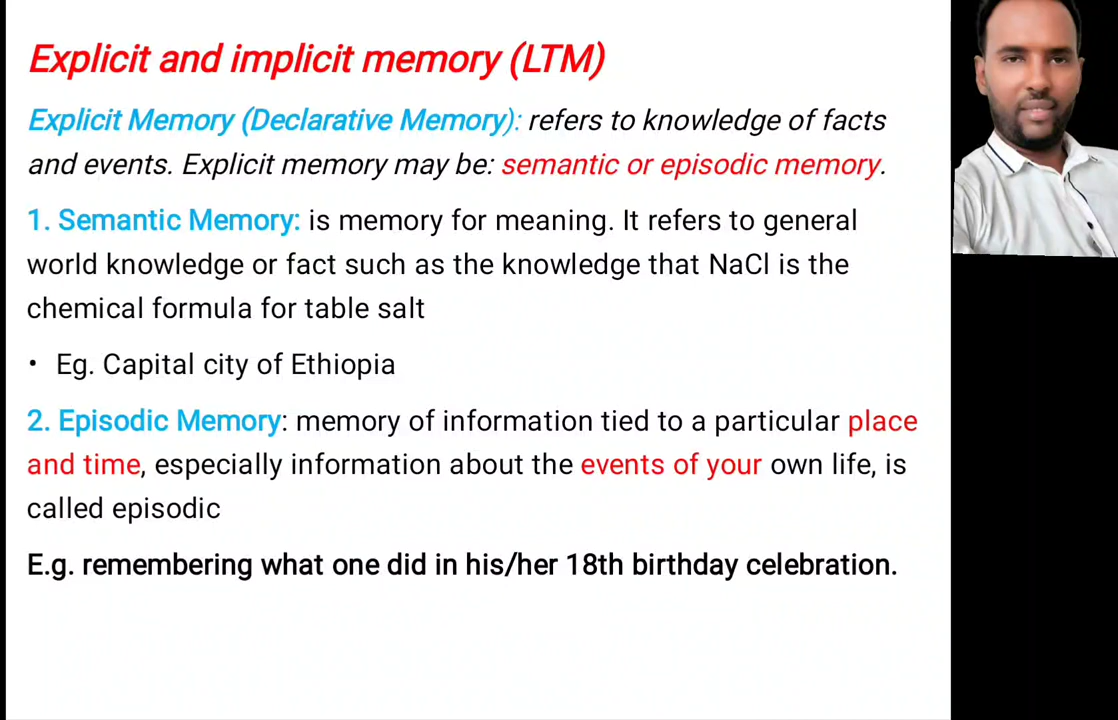 Explicit and implicit memory (LTM)
Explicit Memory (Declarative Memory): refers to knowledge of facts
and events. Explicit memory may be: semantic or episodic memory.
1. Semantic Memory: is memory for meaning. It refers to general
world knowledge or fact such as the knowledge that NaCl is the
chemical formula for table salt
• Eg. Capital city of Ethiopia
2. Episodic Memory: memory of information tied to a particular place
and time, especially information about the events of your own life, is
called episodic
E.g. remembering what one did in his/her 18th birthday celebration.